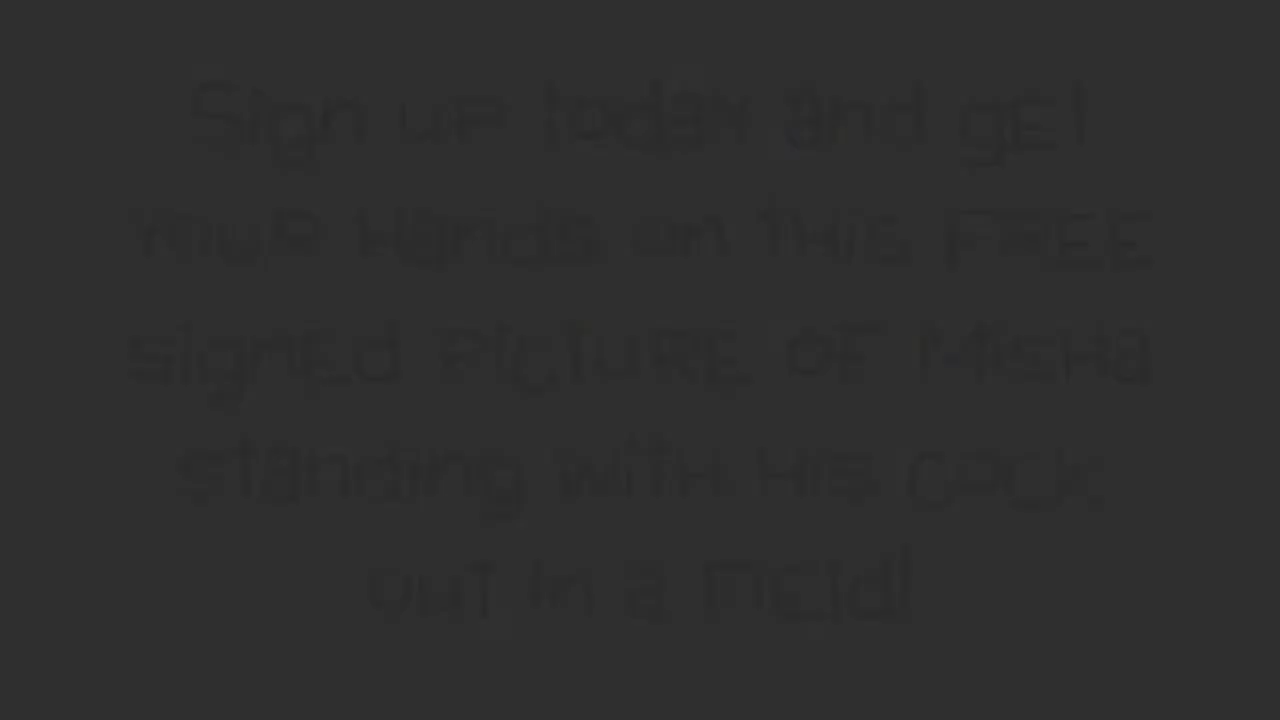 Sign uP today and gEt
YouR Hands on tHis FREE
signEd PictuRE oF MisHa
standing witH His cock
out in a FiEld!